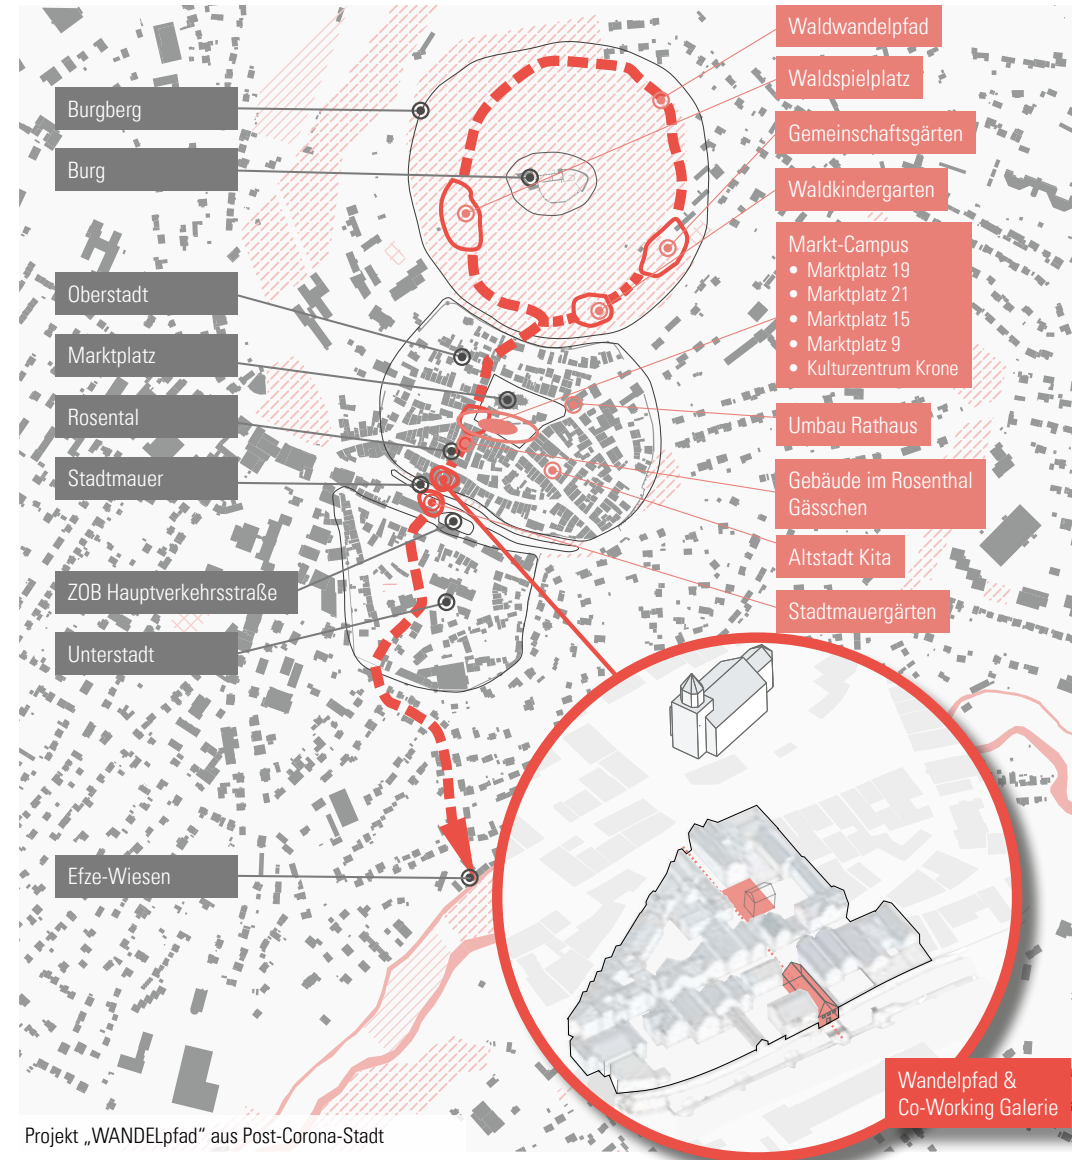 Burgberg
Burg
Oberstadt
Marktplatz
Rosental
Stadtmauer
ZOB Hauptverkehrsstraße
Unterstadt
Efze-Wiesen
Waldwandelpfad
Waldspielplatz
Gemeinschaftsgärten
Waldkindergarten
Markt-Campus
• Marktplatz 19
• Marktplatz 21
• Marktplatz 15
• Marktplatz 9
• Kulturzentrum Krone
Umbau Rathaus
Gebäude im Rosenthal
Gässchen
Altstadt Kita
Stadtmauergärten
Wandelpfad &
Co-Working Galerie
Projekt „WANDELpfad“ aus Post-Corona-Stadt